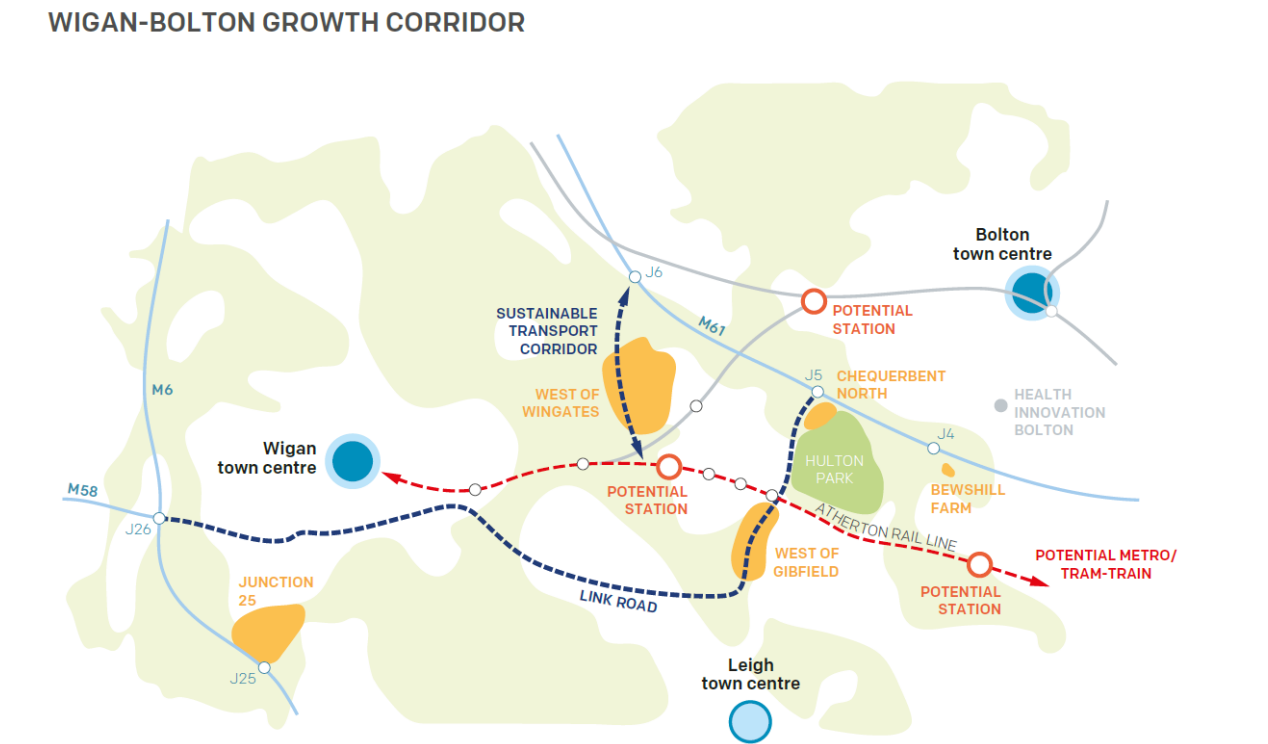 WIGAN-BOLTON GROWTH CORRIDOR
Bolton
town centre
J6
SUSTAINABLE
TRANSPORT
CORRIDOR
M61
POTENTIAL
STATION
M6
J5
CHEQUERBENT
NORTH
WEST OF
WINGATES
HEALTH
INNOVATION
BOLTON
J4
Wigan
town centre
HULTON
PARK
M58
POTENTIAL
STATION
BEWSHILL
FARM
J26
ATHERTON RAIL LINE
WEST OF
GIBFIELD
POTENTIAL METRO/
TRAM-TRAIN
JUNCTION
25
LINK ROAD
POTENTIAL
STATION
J25
Leigh
town centre